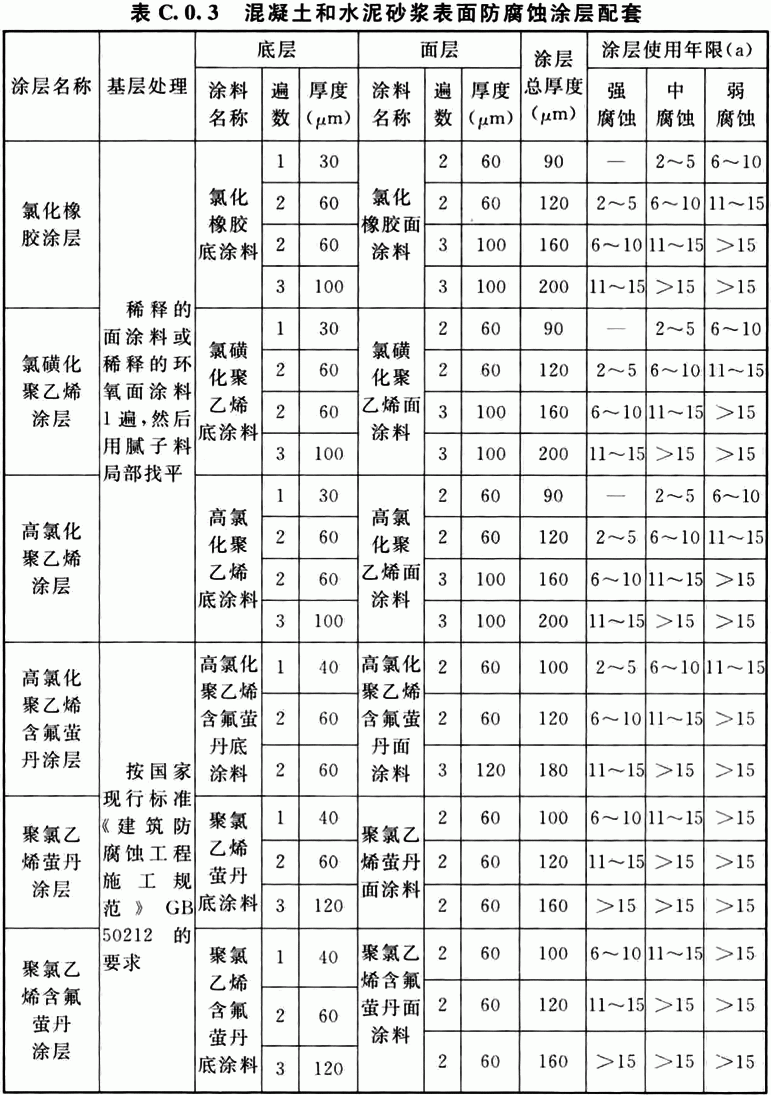 表 C.0.3 混凝土和水泥砂浆表面防腐蚀涂层配套
涂层名称 基层处理 底层 面层 涂层总厚度(μm) 涂层使用年限(a)
涂料名称 遍数 厚度(μm) 涂料名称 遍数 厚度(μm) 强腐蚀 中腐蚀 弱腐蚀
氯化橡胶涂层 稀释的面涂料或稀释的环氧面涂料1遍,然后用腻子料局部找平 氯化橡胶底涂料 1 30 氯化橡胶面涂料 2 60 90 — 2~5 6~10
2 60 2 60 120 2~5 6~10 11~15
2 60 3 100 160 6~10 11~15 >15
3 100 3 100 200 11~15 >15 >15
氯磺化聚乙烯涂层 氯磺化聚乙烯底涂料 1 30 氯磺化聚乙烯面涂料 2 60 90 — 2~5 6~10
2 60 2 60 120 2~5 6~10 11~15
2 60 3 100 160 6~10 11~15 >15
3 100 3 100 200 11~15 >15 >15
高氯化聚乙烯涂层 高氯化聚乙烯底涂料 1 30 高氯化聚乙烯面涂料 2 60 90 — 2~5 6~10
2 60 2 60 120 2~5 6~10 11~15
2 60 3 100 160 6~10 11~15 >15
3 100 3 100 200 11~15 >15 >15
高氯化聚乙烯含氟萤丹涂层 按国家现行标准《建筑防腐蚀工程施工规范》GB 50212的要求 高氯化聚乙烯含氟萤丹底涂料 1 40 高氯化聚乙烯含氟萤丹面涂料 2 60 100 2~5 6~10 11~15
2 60 2 60 120 6~10 11~15 >15
2 60 3 120 180 11~15 >15 >15
聚氯乙烯萤丹涂层 聚氯乙烯萤丹底涂料 1 40 聚氯乙烯萤丹面涂料 2 60 100 6~10 11~15 >15
2 60 2 60 120 11~15 >15 >15
3 120 2 60 160 >15 >15 >15
聚氯乙烯含氟萤丹涂层 聚氯乙烯含氟萤丹底涂料 1 40 聚氯乙烯含氟萤丹面涂料 2 60 100 6~10 11~15 >15
2 60 2 60 120 11~15 >15 >15
3 120 2 60 160 >15 >15 >15